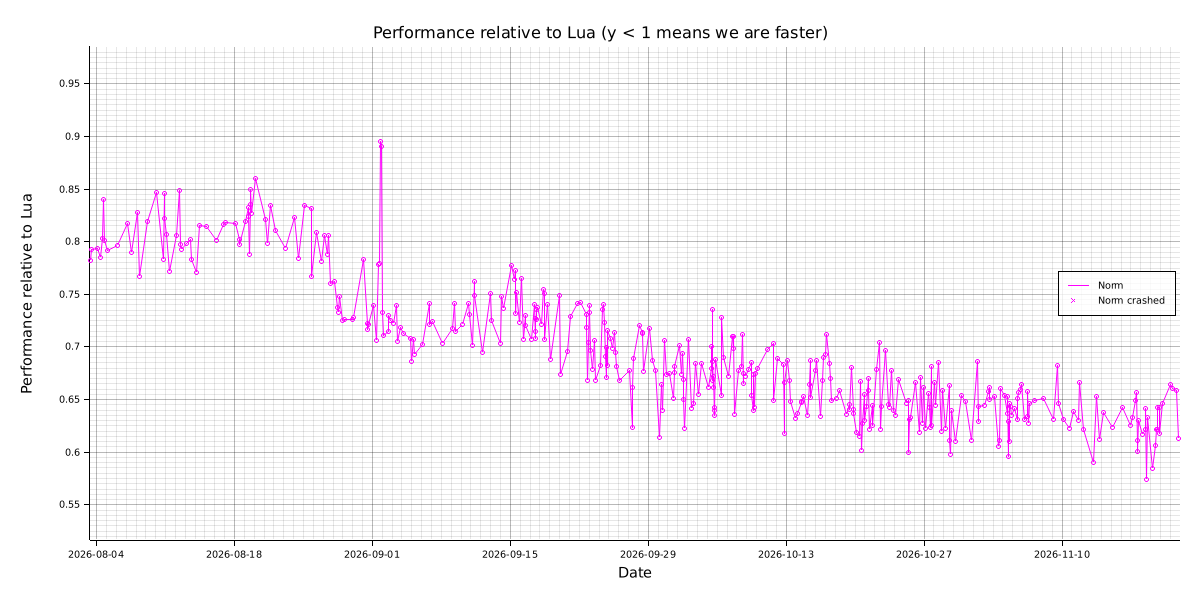 Performance relative to Lua (y < 1 means we are faster)
Performance relative to Lua
0.95
0.9
0.85
0.8
0.75
0.7
0.65
0.6
0.55
Norm
Norm crashed
2026-08-04 2026-08-18 2026-09-01 2026-09-15 2026-09-29 2026-10-13 2026-10-27 2026-11-10
Date